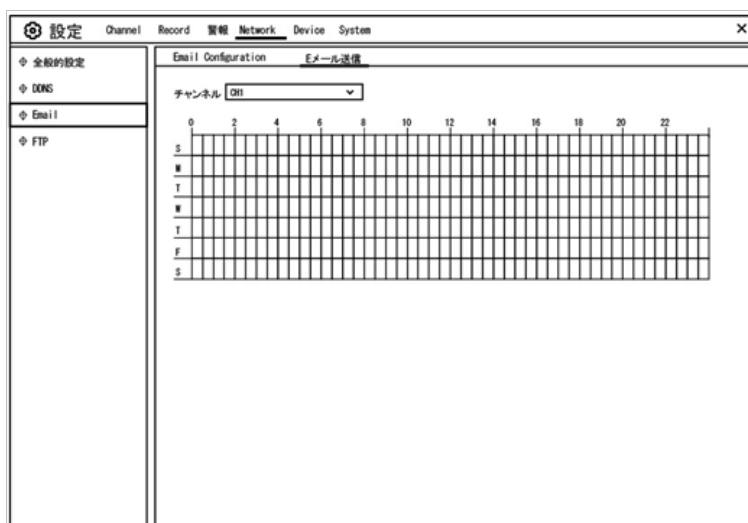 設定 Channel Record 警報 Network Device System ×
全般的設定
DDNS
Email
FTP
Email Configuration Eメール送信
チャンネル CH1
0 2 4 6 8 10 12 14 16 18 20 22
S
M
T
W
T
F
S